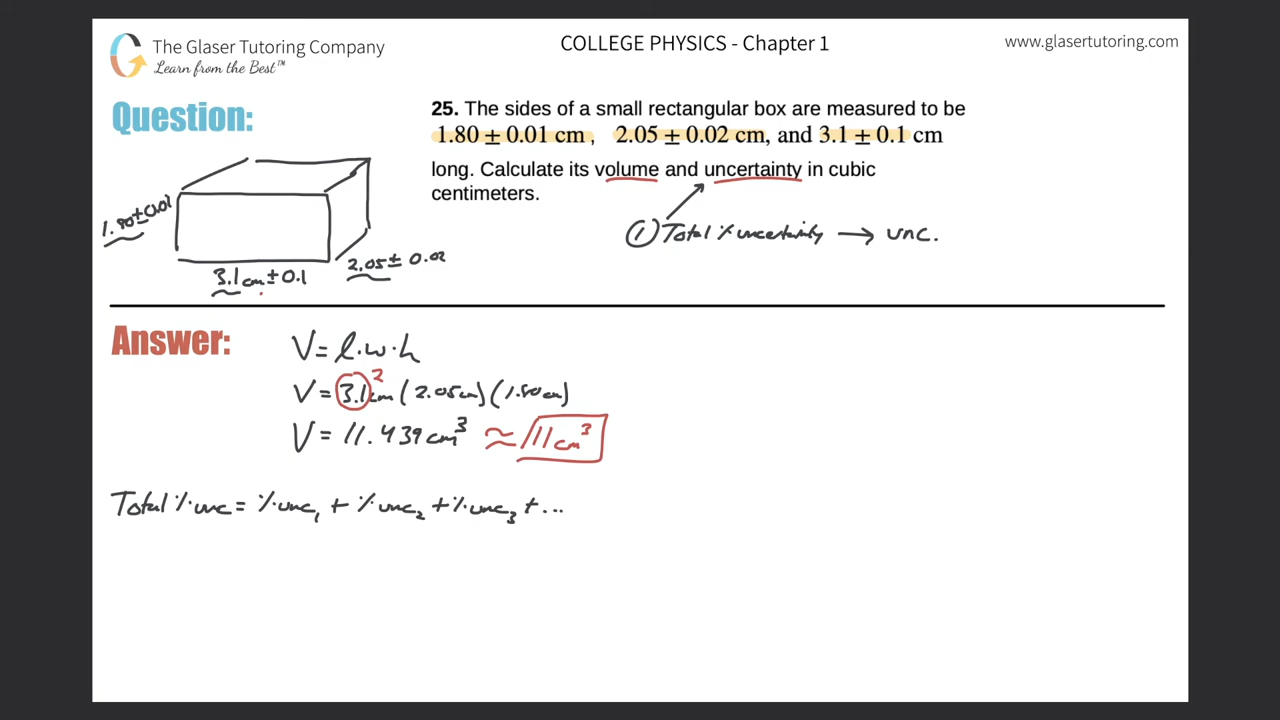 The Glaser Tutoring Company
Learn from the Best™
COLLEGE PHYSICS - Chapter 1
www.glasertutoring.com
Question:
25. The sides of a small rectangular box are measured to be
1.80 ± 0.01 cm , 2.05 ± 0.02 cm, and 3.1 ± 0.1 cm
long. Calculate its volume and uncertainty in cubic
centimeters.
① Total % uncertainty → unc.
1.80±0.01
2.05± 0.02
3.1cm±0.1
Answer:
V= l.w.h
2
V= 3.1cm (2.05cm)(1.80cm)
V= 11.439cm³ ≈ 11cm³
Total % unc = % unc₁ + % unc₂ + % unc₃ + ...